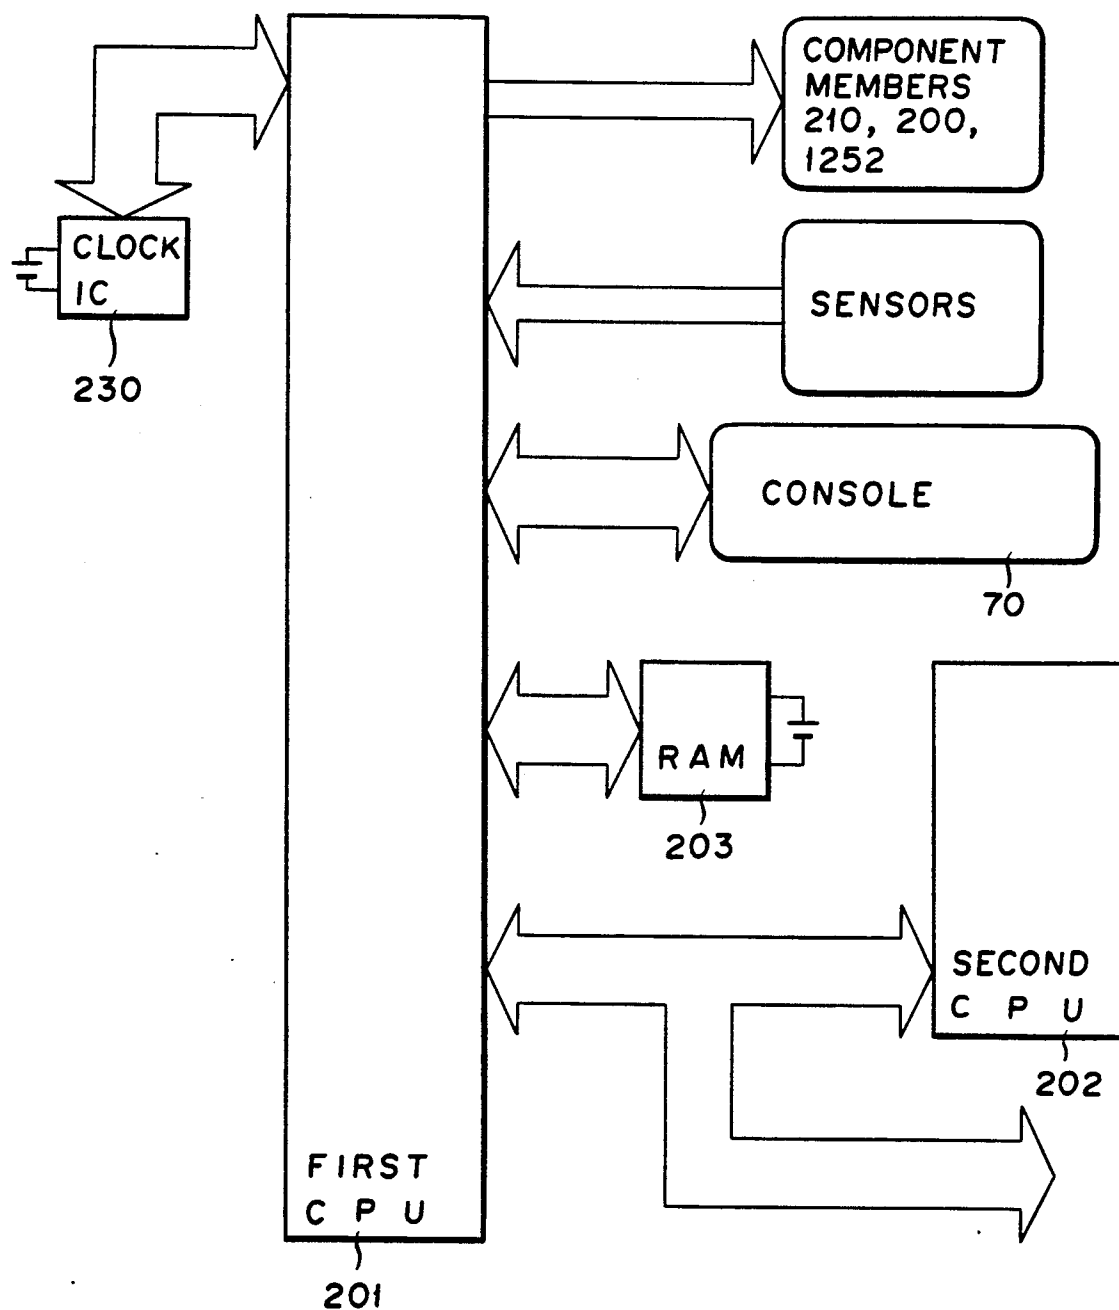 COMPONENT
MEMBERS
210, 200,
1252
CLOCK
IC
230
SENSORS
CONSOLE
70
RAM
203
SECOND
C P U
202
FIRST
C P U
201